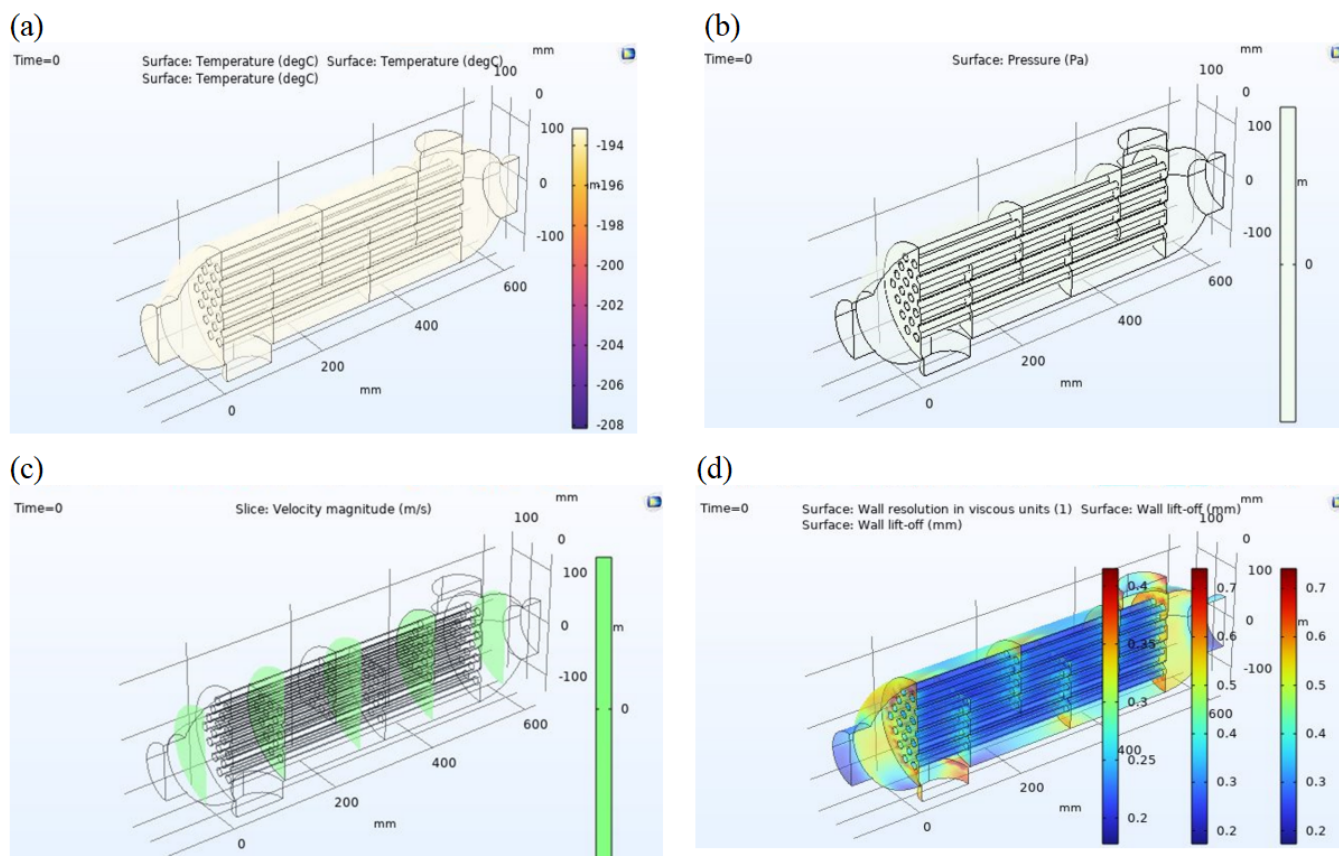 (a)
Time=0
Surface: Temperature (degC) Surface: Temperature (degC)
Surface: Temperature (degC)
mm
100
0
100
0
-100
m
-194
-196
-198
-200
-202
-204
-206
-208
600
400
200
0
mm
(b)
Time=0
Surface: Pressure (Pa)
mm
100
0
100
0
-100
m
0
600
400
200
0
mm
(c)
Time=0
Slice: Velocity magnitude (m/s)
mm
100
0
100
0
-100
m
0
600
400
200
0
mm
(d)
Time=0
Surface: Wall resolution in viscous units (1) Surface: Wall lift-off (mm)
Surface: Wall lift-off (mm)
mm
100
0
100
0
-100
m
0.4
0.35
0.3
0.25
0.2
0.7
0.6
0.5
0.4
0.3
0.2
0.7
0.6
0.5
0.4
0.3
0.2
600
400
200
0
mm